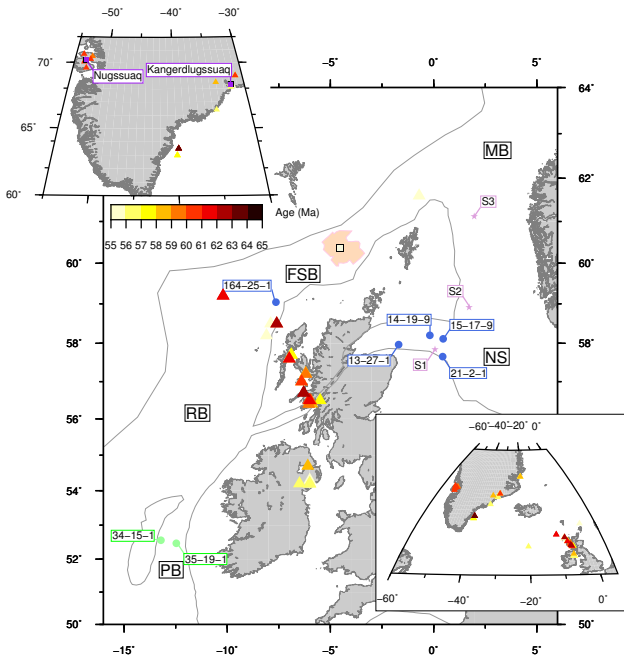 −50° −40° −30°
70°
Kangerdlugssuaq
Nugssuaq
65°
60°
−5° 0° 5°
64°
MB
62°
S3
Age (Ma)
55 56 57 58 59 60 61 62 63 64 65
60° 60°
FSB
164−25−1
S2
14−19−9
15−17−9
58° 58°
13−27−1
S1
NS
21−2−1
RB
56°
−60° −40° −20° 0°
54°
34−15−1
35−19−1
52°
PB
−60° −40° −20° 0°
50° 50°
−15° −10° −5° 0° 5°